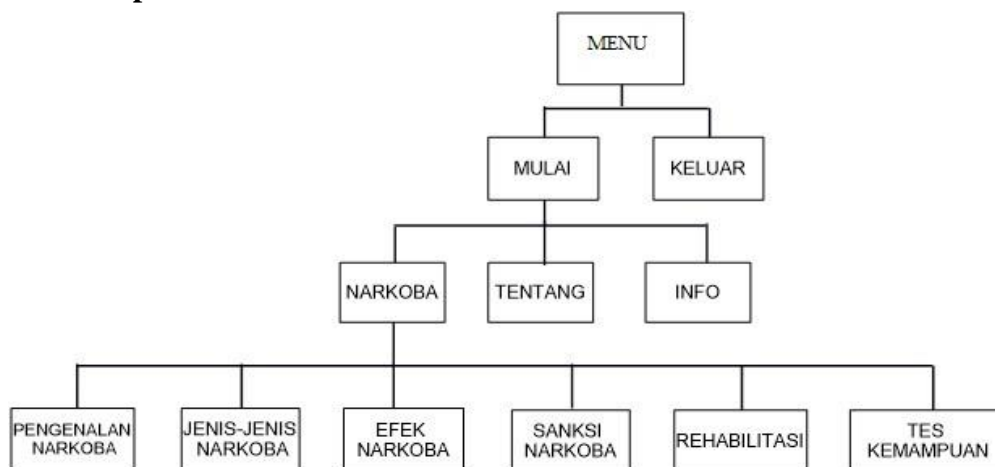 MENU
MULAI
KELUAR
NARKOBA
TENTANG
INFO
PENGENALAN
NARKOBA
JENIS-JENIS
NARKOBA
EFEK
NARKOBA
SANKSI
NARKOBA
REHABILITASI
TES
KEMAMPUAN